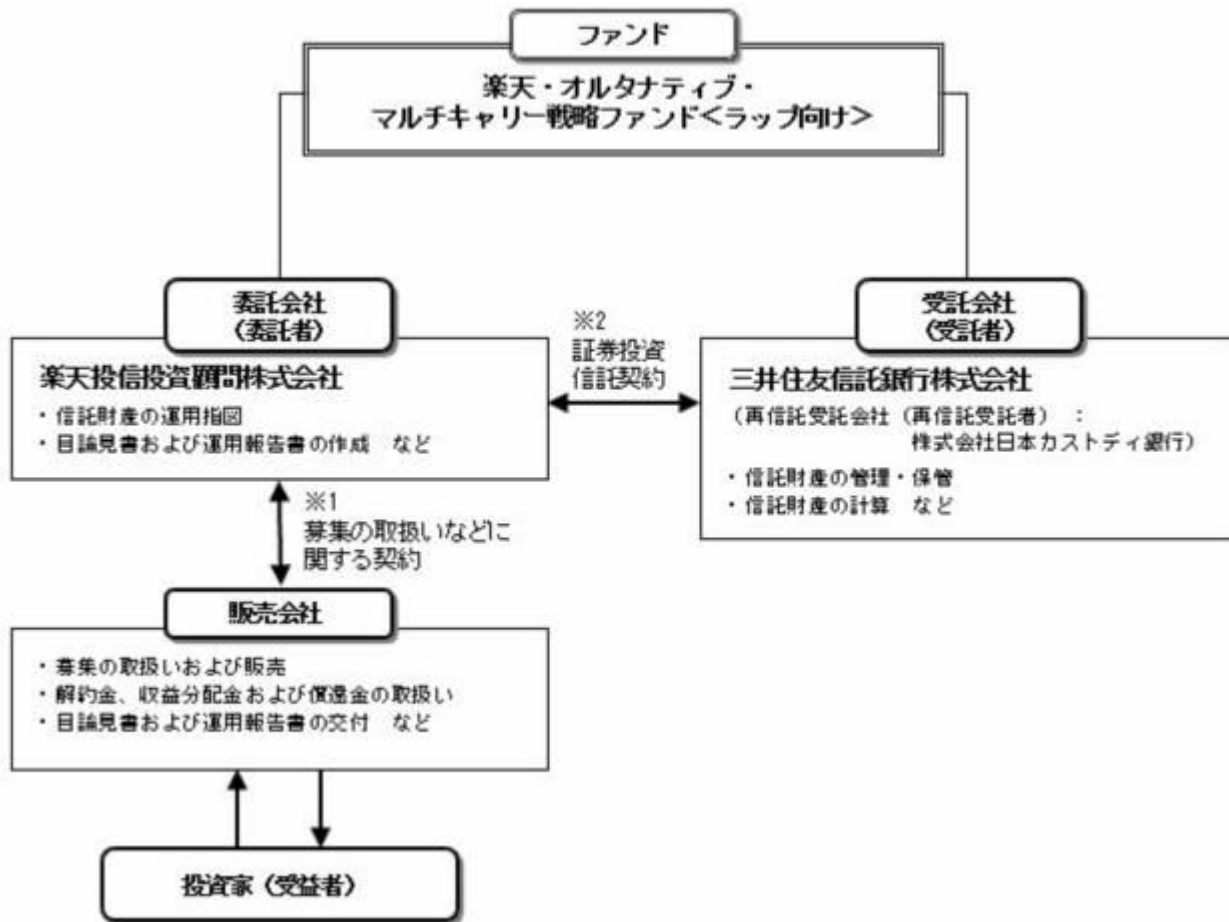 ファンド
楽天・オルタナティブ・
マルチキャリー戦略ファンド<ラップ向け>
委託会社
(委託者)
楽天投信投資顧問株式会社
・信託財産の運用指図
・目論見書および運用報告書の作成 など
※2
証券投資
信託契約
受託会社
(受託者)
三井住友信託銀行株式会社
(再信託受託会社(再信託受託者) :
株式会社日本カストディ銀行)
・信託財産の管理・保管
・信託財産の計算 など
※1
募集の取扱いなどに
関する契約
販売会社
・募集の取扱いおよび販売
・解約金、収益分配金および償還金の取扱い
・目論見書および運用報告書の交付 など
投資家(受益者)